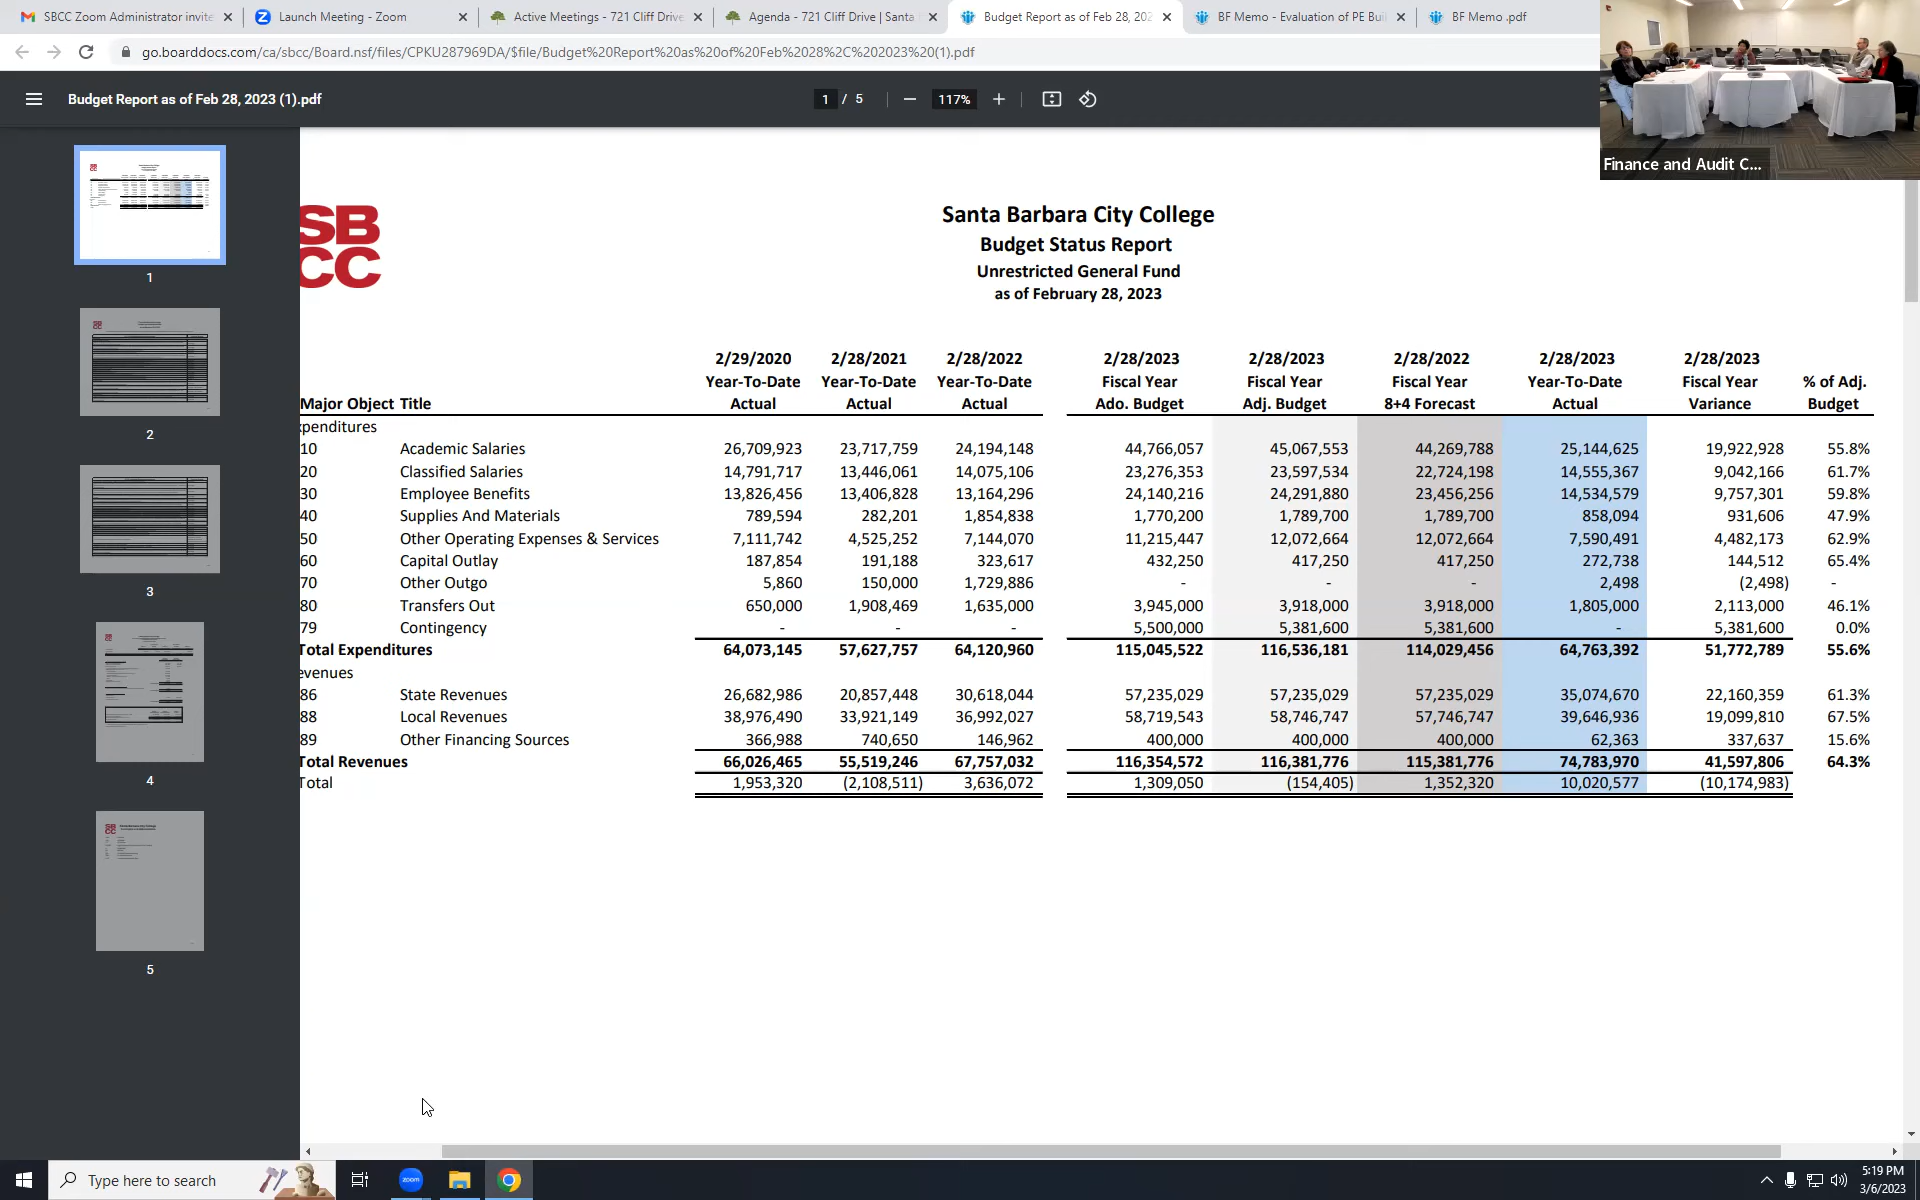 SBCC Zoom Administrator invite
Launch Meeting - Zoom
Active Meetings - 721 Cliff Drive
Agenda - 721 Cliff Drive | Santa
Budget Report as of Feb 28, 202
BF Memo - Evaluation of PE Buil
BF Memo .pdf
go.boarddocs.com/ca/sbcc/Board.nsf/files/CPKU287969DA/$file/Budget%20Report%20as%20of%20Feb%2028%2C%202023%20(1).pdf
Budget Report as of Feb 28, 2023 (1).pdf
1 / 5
117%
Finance and Audit C...
1
2
3
4
5
SB
CC
Santa Barbara City College
Budget Status Report
Unrestricted General Fund
as of February 28, 2023
2/29/2020 2/28/2021 2/28/2022 2/28/2023 2/28/2023 2/28/2022 2/28/2023 2/28/2023
Year-To-Date Year-To-Date Year-To-Date Fiscal Year Fiscal Year Fiscal Year Year-To-Date Fiscal Year % of Adj.
Major Object Title Actual Actual Actual Ado. Budget Adj. Budget 8+4 Forecast Actual Variance Budget
xpenditures
10 Academic Salaries 26,709,923 23,717,759 24,194,148 44,766,057 45,067,553 44,269,788 25,144,625 19,922,928 55.8%
20 Classified Salaries 14,791,717 13,446,061 14,075,106 23,276,353 23,597,534 22,724,198 14,555,367 9,042,166 61.7%
30 Employee Benefits 13,826,456 13,406,828 13,164,296 24,140,216 24,291,880 23,456,256 14,534,579 9,757,301 59.8%
40 Supplies And Materials 789,594 282,201 1,854,838 1,770,200 1,789,700 1,789,700 858,094 931,606 47.9%
50 Other Operating Expenses & Services 7,111,742 4,525,252 7,144,070 11,215,447 12,072,664 12,072,664 7,590,491 4,482,173 62.9%
60 Capital Outlay 187,854 191,188 323,617 432,250 417,250 417,250 272,738 144,512 65.4%
70 Other Outgo 5,860 150,000 1,729,886 - - - 2,498 (2,498) -
80 Transfers Out 650,000 1,908,469 1,635,000 3,945,000 3,918,000 3,918,000 1,805,000 2,113,000 46.1%
79 Contingency - - - 5,500,000 5,381,600 5,381,600 - 5,381,600 0.0%
Total Expenditures 64,073,145 57,627,757 64,120,960 115,045,522 116,536,181 114,029,456 64,763,392 51,772,789 55.6%
evenues
86 State Revenues 26,682,986 20,857,448 30,618,044 57,235,029 57,235,029 57,235,029 35,074,670 22,160,359 61.3%
88 Local Revenues 38,976,490 33,921,149 36,992,027 58,719,543 58,746,747 57,746,747 39,646,936 19,099,810 67.5%
89 Other Financing Sources 366,988 740,650 146,962 400,000 400,000 400,000 62,363 337,637 15.6%
Total Revenues 66,026,465 55,519,246 67,757,032 116,354,572 116,381,776 115,381,776 74,783,970 41,597,806 64.3%
Total 1,953,320 (2,108,511) 3,636,072 1,309,050 (154,405) 1,352,320 10,020,577 (10,174,983)
Type here to search
zoom
5:19 PM
3/6/2023